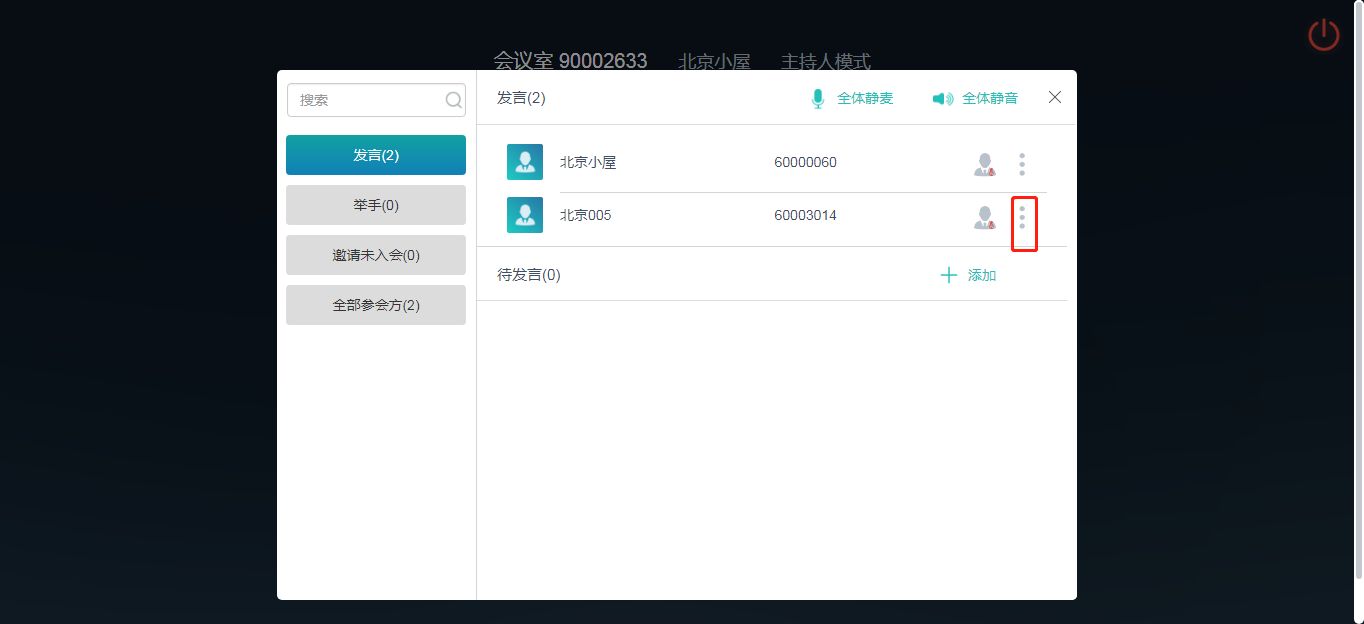 会议室 90002633 北京小屋 主持人模式
搜索
发言(2)
举手(0)
邀请未入会(0)
全部参会方(2)
发言(2) 全体静麦 全体静音
北京小屋 60000060
北京005 60003014
待发言(0) 添加